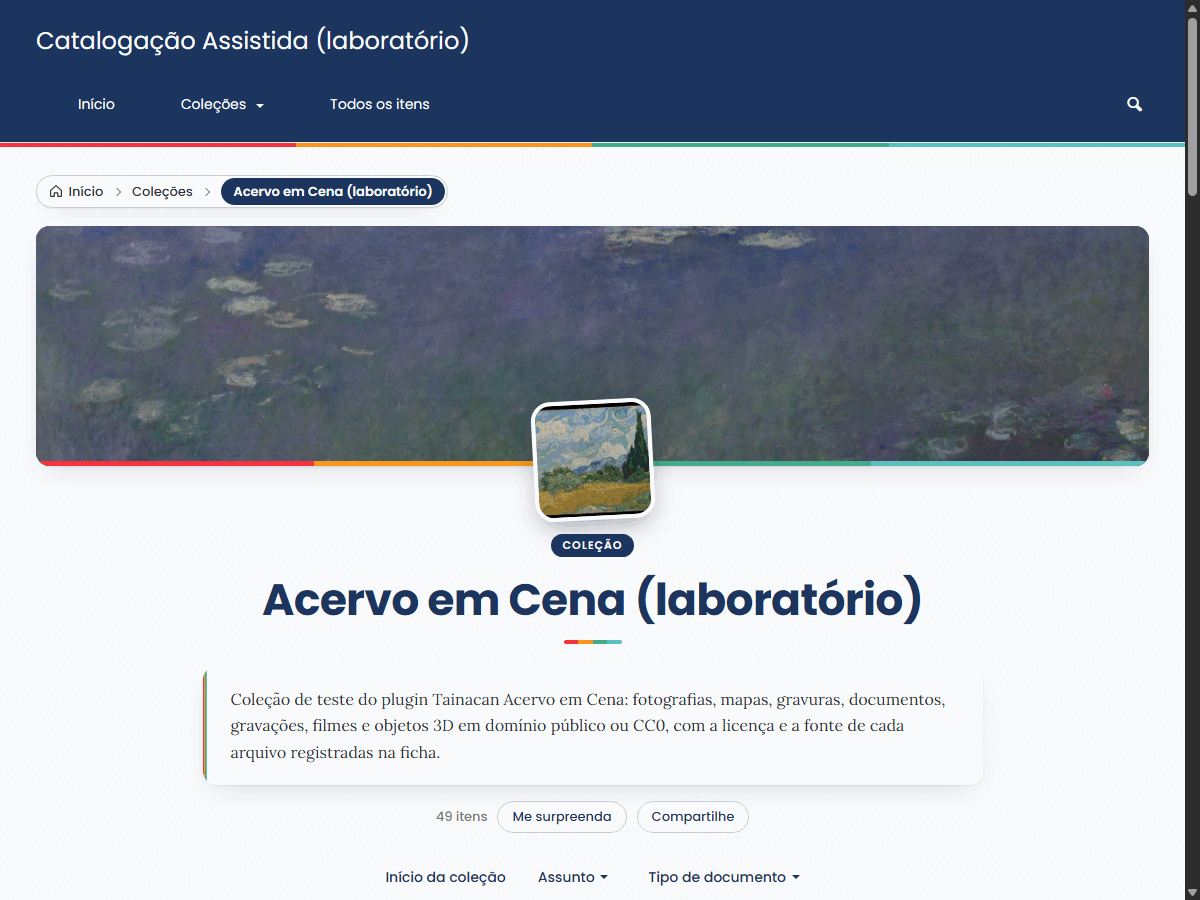 Catalogação Assistida (laboratório)
Início
Coleções
Todos os itens
Início
Coleções
Acervo em Cena (laboratório)
COLEÇÃO
Acervo em Cena (laboratório)
Coleção de teste do plugin Tainacan Acervo em Cena: fotografias, mapas, gravuras, documentos,
gravações, filmes e objetos 3D em domínio público ou CC0, com a licença e a fonte de cada
arquivo registradas na ficha.
49 itens
Me surpreenda
Compartilhe
Início da coleção
Assunto
Tipo de documento